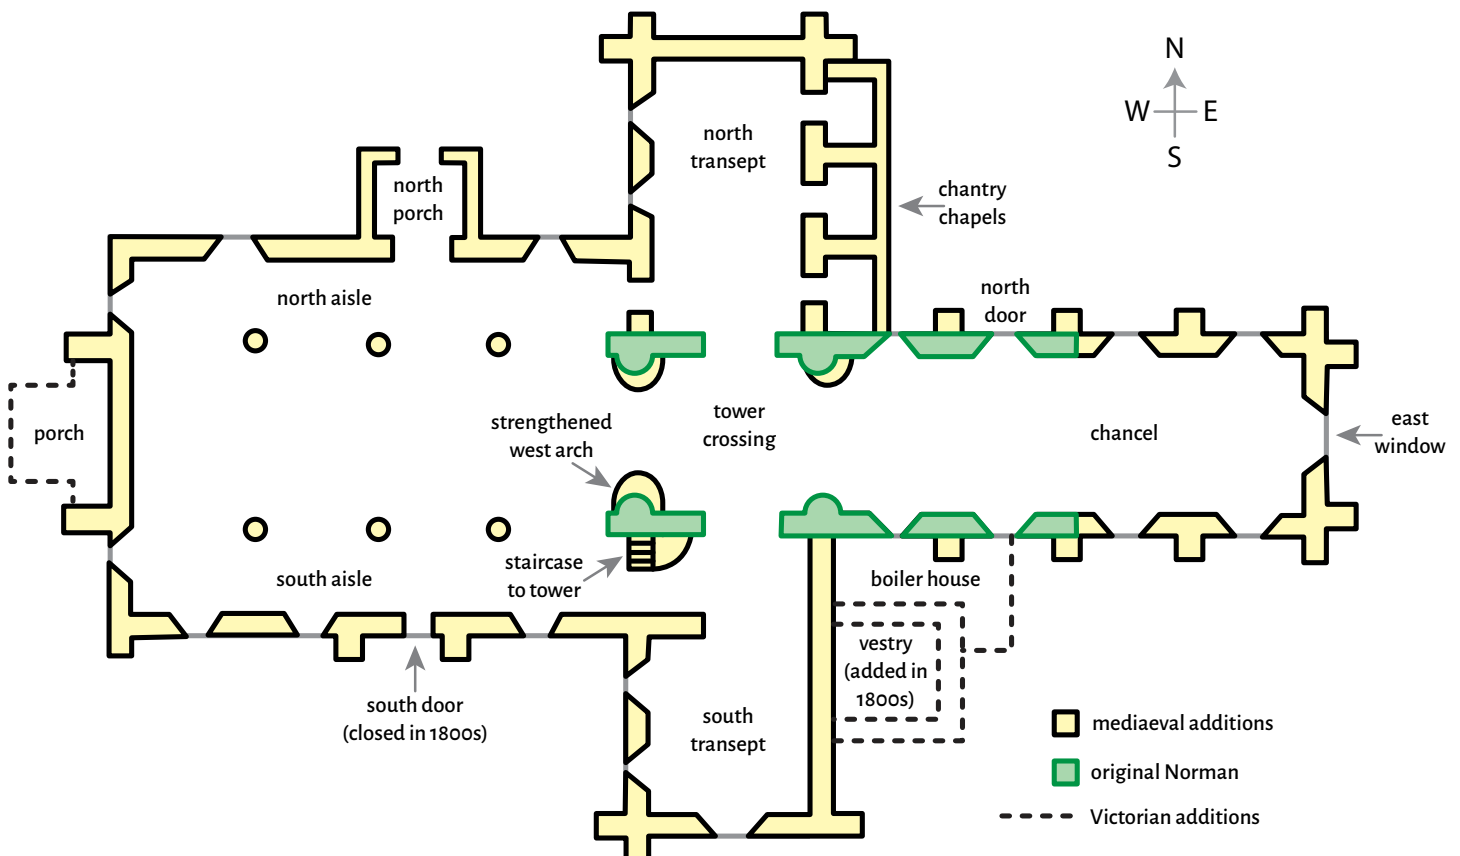 N
W E
S
north
transept
north
porch
chantry
chapels
north aisle
north
door
tower
crossing
strengthened
west arch
porch
chancel
east
window
staircase
to tower
south aisle
boiler house
vestry
(added in
1800s)
south door
(closed in 1800s)
south
transept
mediaeval additions
original Norman
Victorian additions